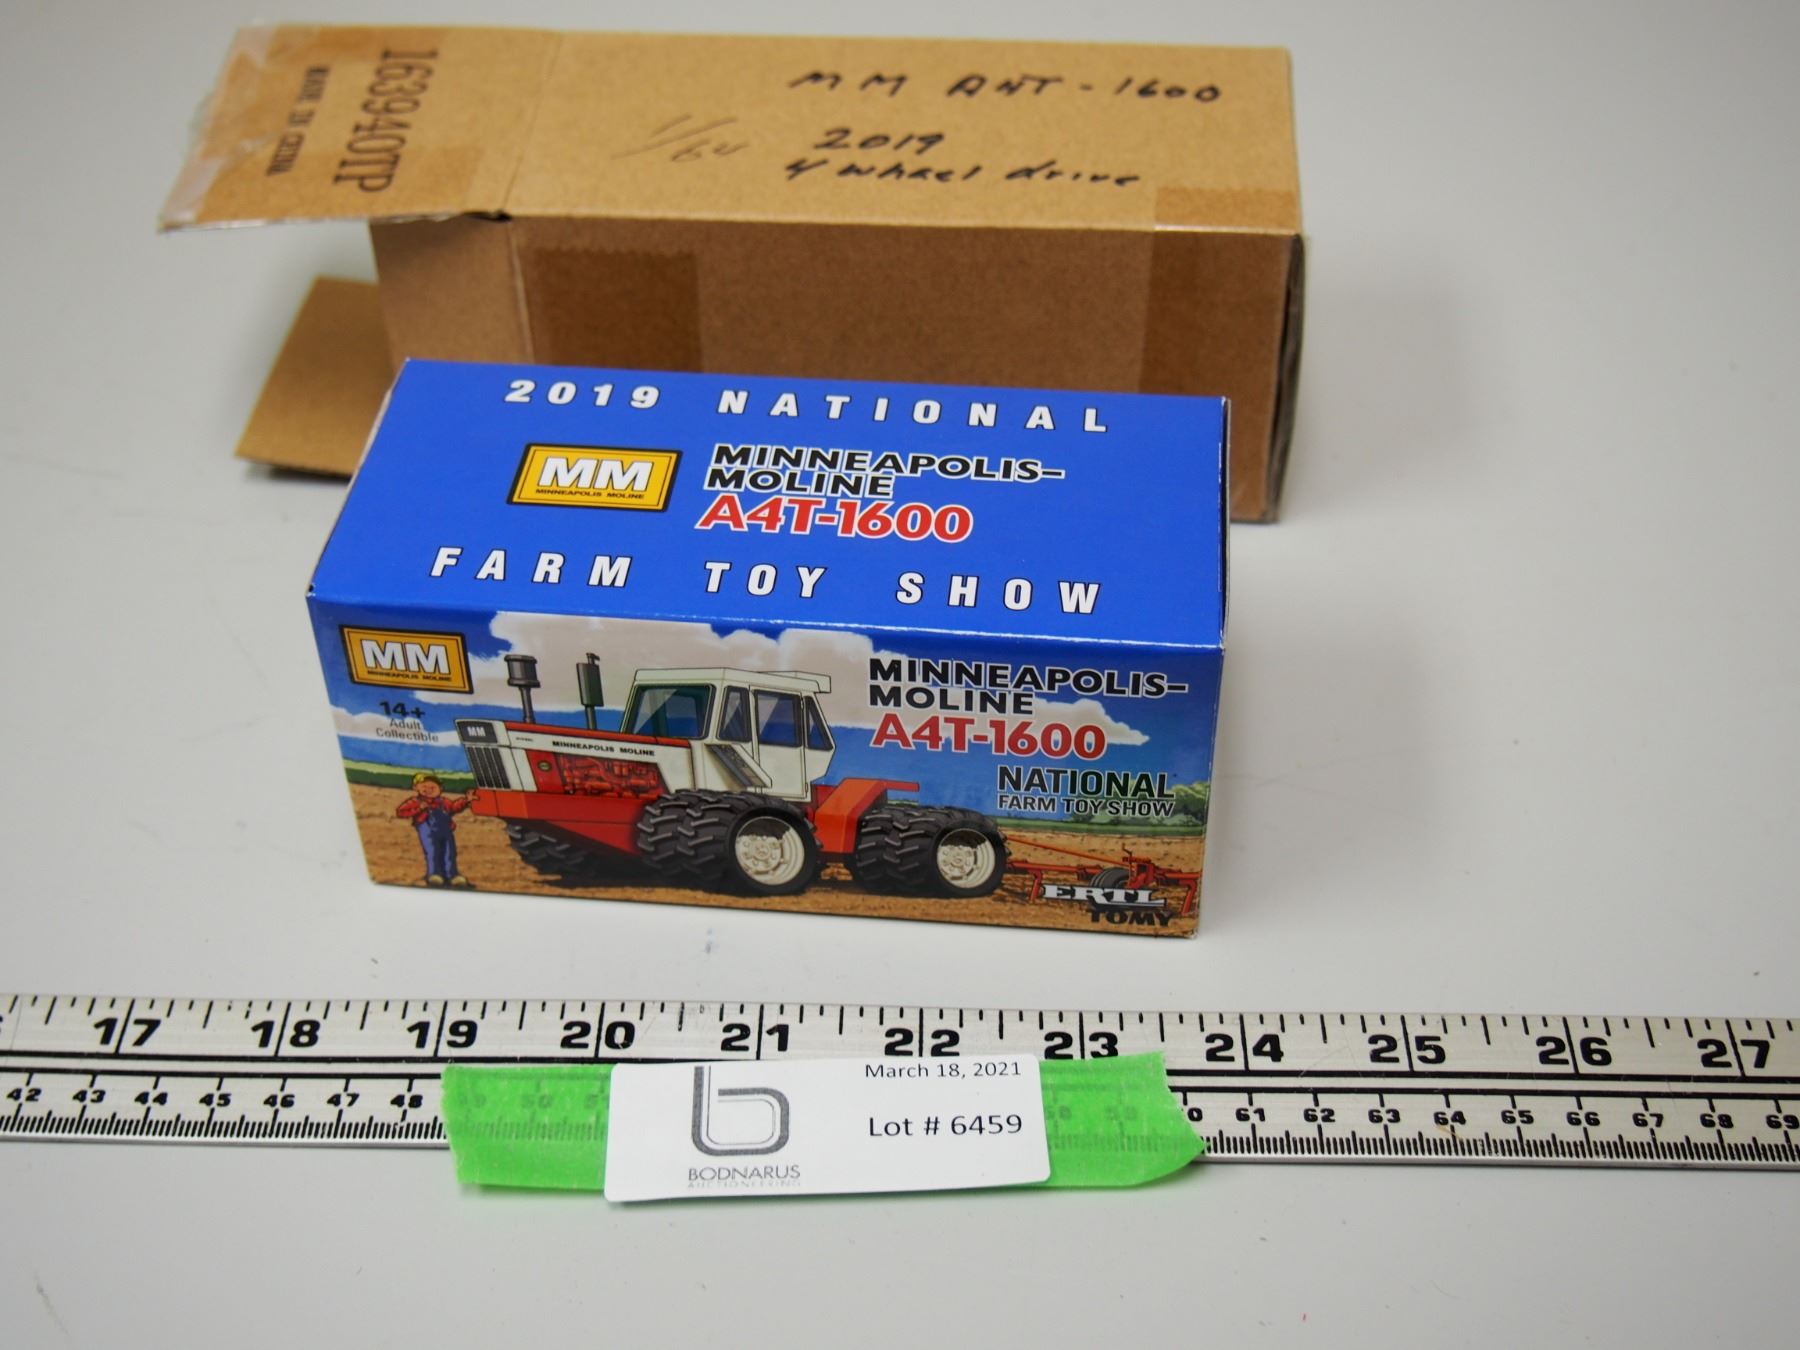 16394OTP
MADE IN CHINA
MM ANT-1600
1/64
2019
4 wheel drive
2019 NATIONAL
MM
MINNEAPOLIS MOLINE
MINNEAPOLIS-
MOLINE
A4T-1600
FARM TOY SHOW
MM
MINNEAPOLIS MOLINE
14+
Adult
Collectible
MM
MINNEAPOLIS MOLINE
MINNEAPOLIS-
MOLINE
A4T-1600
NATIONAL
FARM TOY SHOW
ERTL
TOMY
17 18 19 20 21 22 23 24 25 26 27
42 43 44 45 46 47 48 50 61 62 63 64 65 66 67 68 69
March 18, 2021
Lot # 6459
BODNARUS
AUCTIONEERING